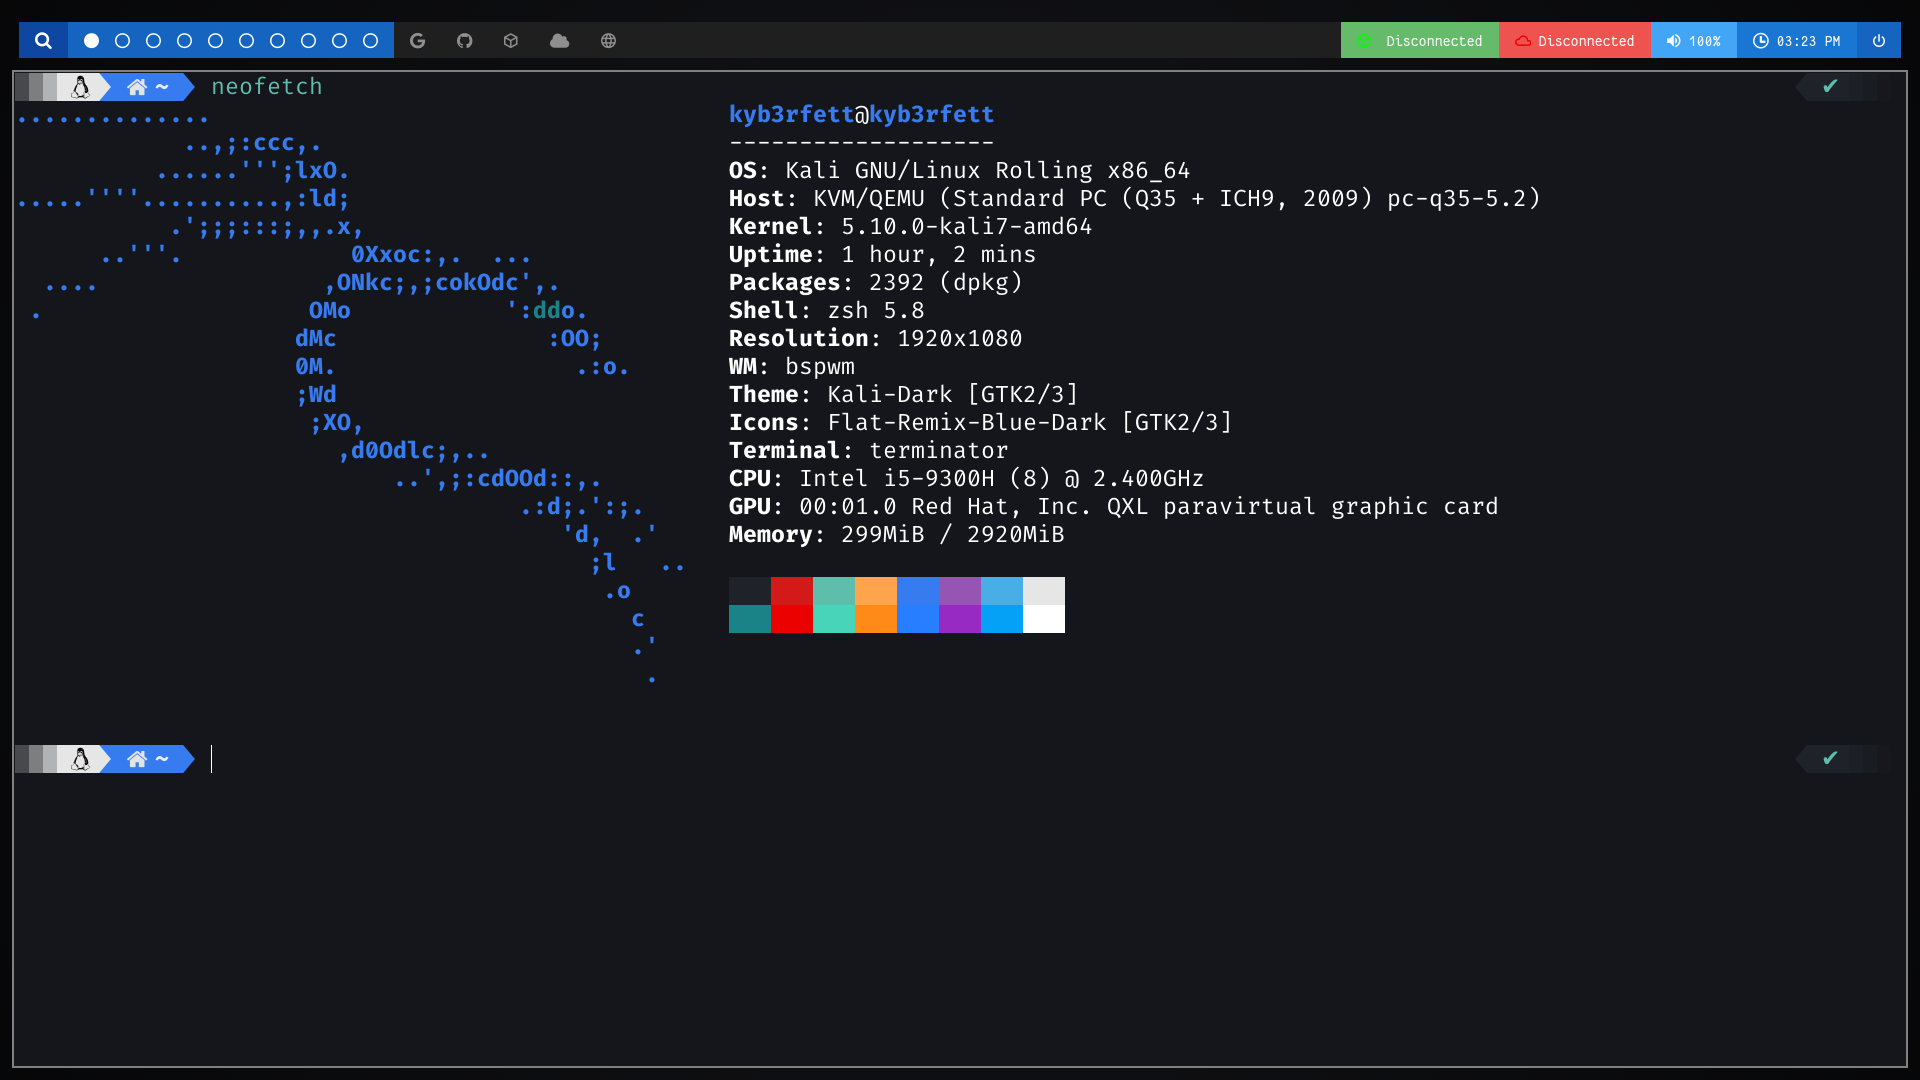 Disconnected Disconnected 100% 03:23 PM
~ neofetch ✔
.............. kyb3rfett@kyb3rfett
..,;:ccc,. -------------------
......''';lxO. OS: Kali GNU/Linux Rolling x86_64
.....''''..........,:ld; Host: KVM/QEMU (Standard PC (Q35 + ICH9, 2009) pc-q35-5.2)
.';;;:::;,,.x, Kernel: 5.10.0-kali7-amd64
..'''. 0Xxoc:,. ... Uptime: 1 hour, 2 mins
.... ,ONkc;,;cokOdc',. Packages: 2392 (dpkg)
. OMo ':ddo. Shell: zsh 5.8
dMc :OO; Resolution: 1920x1080
0M. .:o. WM: bspwm
;Wd Theme: Kali-Dark [GTK2/3]
;XO, Icons: Flat-Remix-Blue-Dark [GTK2/3]
,d0Odlc;,.. Terminal: terminator
..',;:cdOOd::,. CPU: Intel i5-9300H (8) @ 2.400GHz
.:d;.':;. GPU: 00:01.0 Red Hat, Inc. QXL paravirtual graphic card
'd, .' Memory: 299MiB / 2920MiB
;l ..
.o
c
.'
.
~ ✔